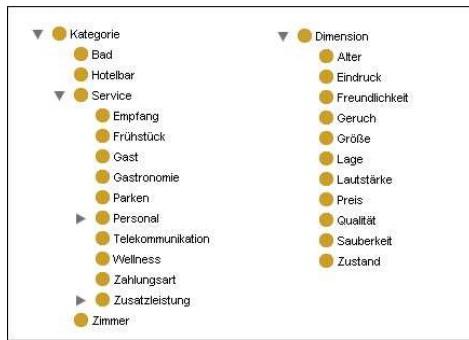 Kategorie
Bad
Hotelbar
Service
Empfang
Frühstück
Gast
Gastronomie
Parken
Personal
Telekommunikation
Wellness
Zahlungsart
Zusatzleistung
Zimmer
Dimension
Alter
Eindruck
Freundlichkeit
Geruch
Größe
Lage
Lautstärke
Preis
Qualität
Sauberkeit
Zustand